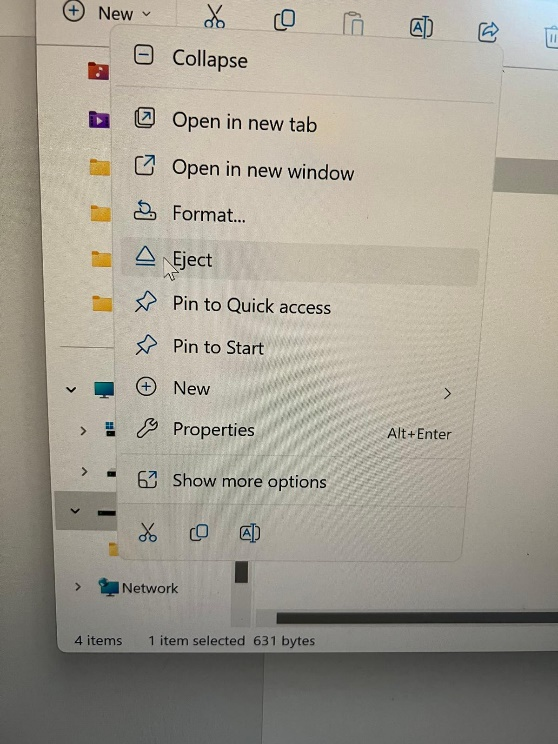 New
Collapse
Open in new tab
Open in new window
Format...
Eject
Pin to Quick access
Pin to Start
New
Properties Alt+Enter
Show more options
Network
4 items 1 item selected 631 bytes